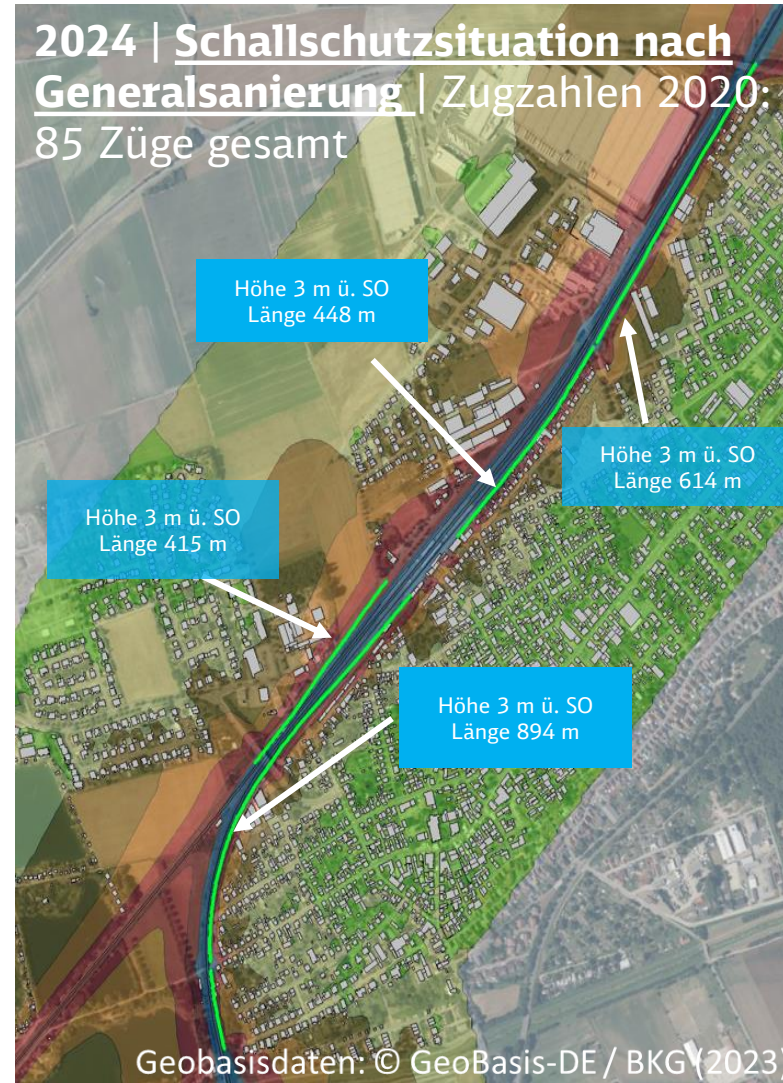 2024 | Schallschutzsituation nach
Generalsanierung | Zugzahlen 2020:
85 Züge gesamt
Höhe 3 m ü. SO
Länge 448 m
Höhe 3 m ü. SO
Länge 614 m
Höhe 3 m ü. SO
Länge 415 m
Höhe 3 m ü. SO
Länge 894 m
Geobasisdaten: © GeoBasis-DE / BKG (2023)